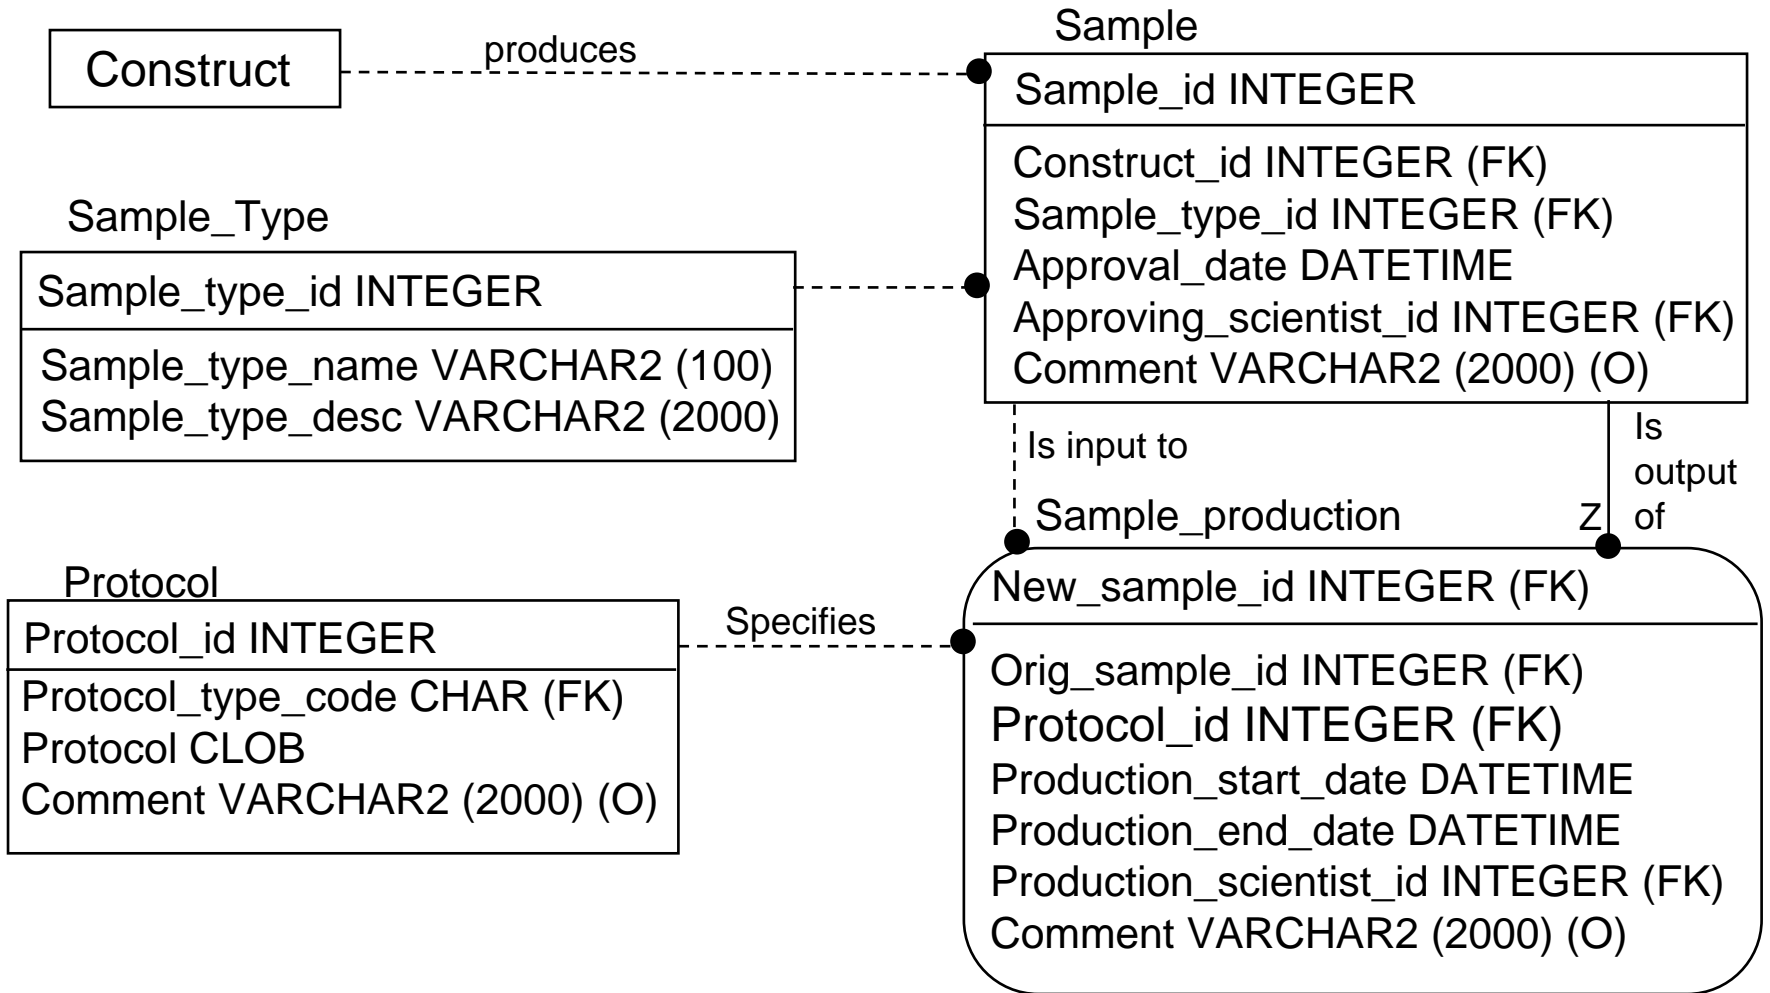 Construct
produces
Sample
Sample_id INTEGER
Construct_id INTEGER (FK)
Sample_type_id INTEGER (FK)
Approval_date DATETIME
Approving_scientist_id INTEGER (FK)
Comment VARCHAR2 (2000) (O)
Sample_Type
Sample_type_id INTEGER
Sample_type_name VARCHAR2 (100)
Sample_type_desc VARCHAR2 (2000)
Is input to
Is
output
of
Z
Sample_production
New_sample_id INTEGER (FK)
Orig_sample_id INTEGER (FK)
Protocol_id INTEGER (FK)
Production_start_date DATETIME
Production_end_date DATETIME
Production_scientist_id INTEGER (FK)
Comment VARCHAR2 (2000) (O)
Protocol
Protocol_id INTEGER
Protocol_type_code CHAR (FK)
Protocol CLOB
Comment VARCHAR2 (2000) (O)
Specifies